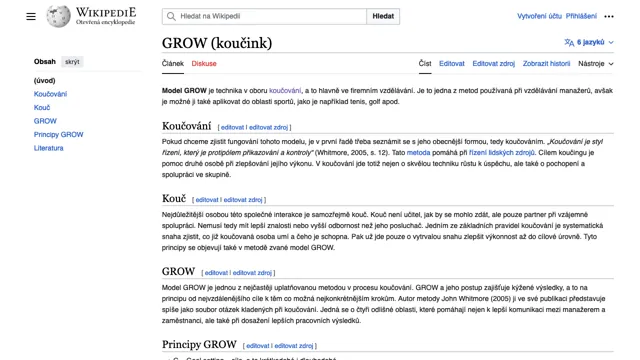 WIKIPEDIE
Otevřená encyklopedie
Hledat na Wikipedii
Hledat
Vytvoření účtu Přihlášení
Obsah skrýt
(úvod)
Koučování
Kouč
GROW
Principy GROW
Literatura
GROW (koučink)
6 jazyků
Článek Diskuse
Číst Editovat Editovat zdroj Zobrazit historii Nástroje
Model GROW je technika v oboru koučování, a to hlavně ve firemním vzdělávání. Je to jedna z metod používaná při vzdělávání manažerů, avšak
je možné ji také aplikovat do oblasti sportů, jako je například tenis, golf apod.
Koučování [ editovat | editovat zdroj ]
Pokud chceme zjistit fungování tohoto modelu, je v první řadě třeba seznámit se s jeho obecnější formou, tedy koučováním. „Koučování je styl
řízení, který je protipólem přikazování a kontroly“ (Whitmore, 2005, s. 12). Tato metoda pomáhá při řízení lidských zdrojů. Cílem koučingu je
pomoc druhé osobě při zlepšování jejího výkonu. V koučování jde totiž nejen o skvělou techniku růstu k úspěchu, ale také o pochopení a
spolupráci ve skupině.
Kouč [ editovat | editovat zdroj ]
Nejdůležitější osobou této společné interakce je samozřejmě kouč. Kouč není učitel, jak by se mohlo zdát, ale pouze partner při vzájemné
spolupráci. Nemusí tedy mít lepší znalosti nebo vyšší odbornost než jeho posluchač. Jedním ze základních pravidel koučování je systematická
snaha zjistit, co již koučovaná osoba umí a čeho je schopna. Pak už jde pouze o vytrvalou snahu zlepšit výkonnost až do cílové úrovně. Tyto
principy se objevují také v metodě zvané model GROW.
GROW [ editovat | editovat zdroj ]
Model GROW je jednou z nejčastěji uplatňovanou metodou v procesu koučování. GROW a jeho postup zajišťuje kýžené výsledky, a to na
principu od nejvzdálenějšího cíle k těm co možná nejkonkrétnějším krokům. Autor metody John Whitmore (2005) ji ve své publikaci představuje
spíše jako soubor otázek kladených při koučování. Jedná se o čtyři odlišné oblasti, které pomáhají nejen k lepší komunikaci mezi manažerem a
zaměstnanci, ale také při dosažení lepších pracovních výsledků.
Principy GROW [ editovat | editovat zdroj ]